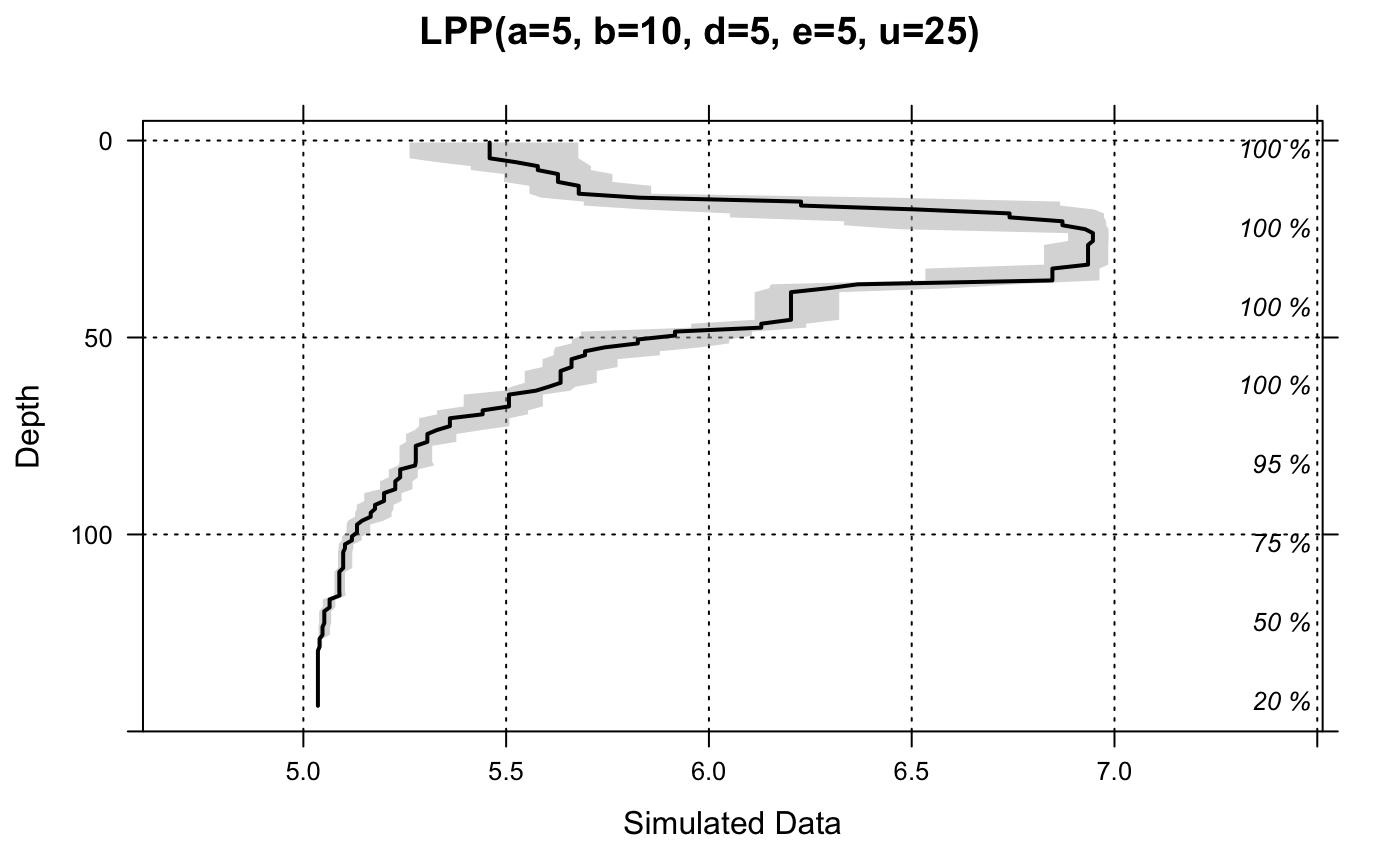 LPP(a=5, b=10, d=5, e=5, u=25)
0
100 %
100 %
100 %
50
100 %
Depth
95 %
100
75 %
50 %
20 %
5.0 5.5 6.0 6.5 7.0
Simulated Data